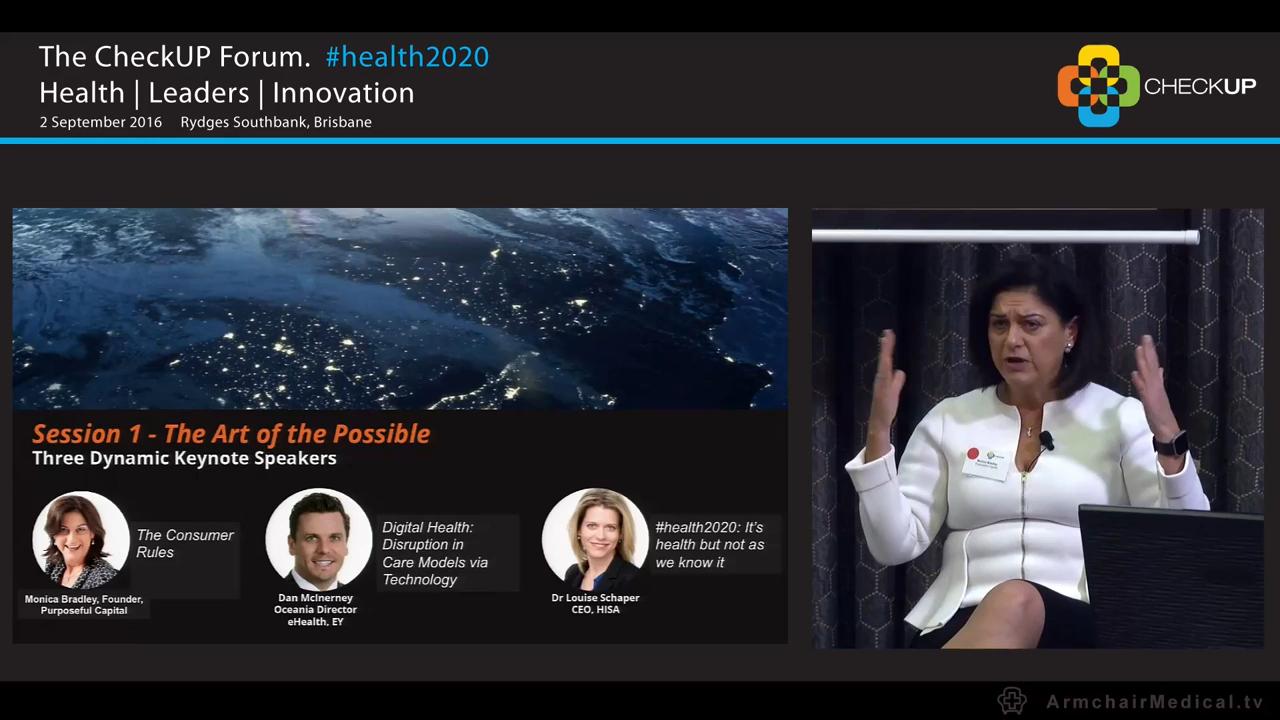 The CheckUP Forum. #health2020
Health | Leaders | Innovation
2 September 2016 Rydges Southbank, Brisbane
CHECKUP
Session 1 - The Art of the Possible
Three Dynamic Keynote Speakers
The Consumer
Rules
Monica Bradley, Founder,
Purposeful Capital
Digital Health:
Disruption in
Care Models via
Technology
Dan McInerney
Oceania Director
eHealth, EY
#health2020: It's
health but not as
we know it
Dr Louise Schaper
CEO, HISA
ArmchairMedical.tv